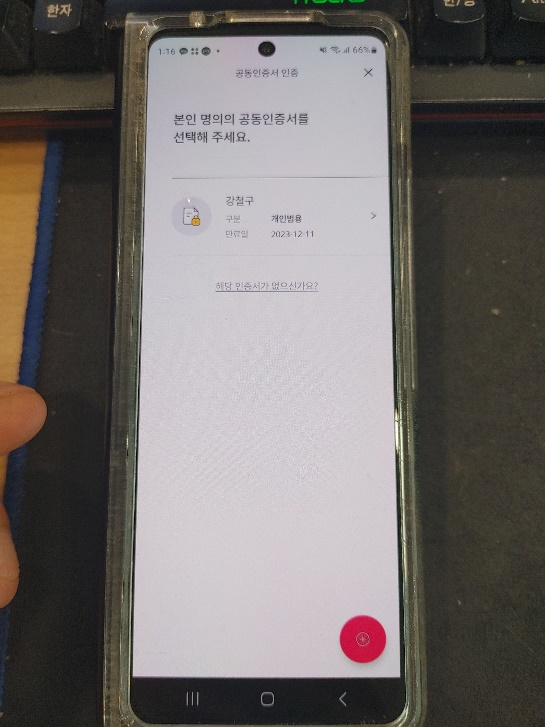 한자
한/영
1:16
66%
공동인증서 인증
본인 명의의 공동인증서를
선택해 주세요.
강철구
구분 개인범용
만료일 2023-12-11
해당 인증서가 없으신가요?